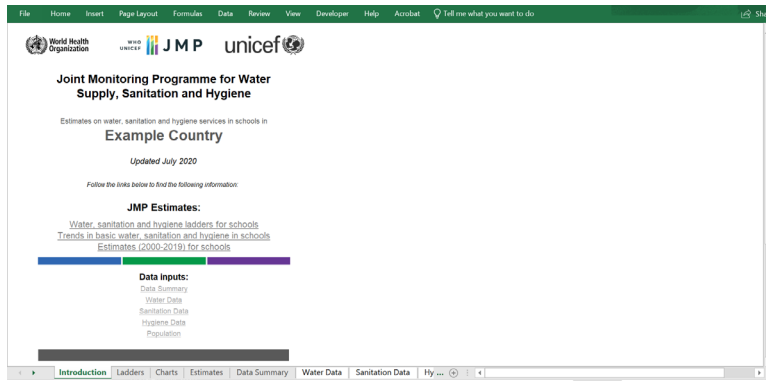 File Home Insert Page Layout Formulas Data Review View Developer Help Acrobat Tell me what you want to do
World Health Organization
WHO UNICEF JMP
unicef
Joint Monitoring Programme for Water
Supply, Sanitation and Hygiene
Estimates on water, sanitation and hygiene services in schools in
Example Country
Updated July 2020
Follow the links below to find the following information:
JMP Estimates:
Water, sanitation and hygiene ladders for schools
Trends in basic water, sanitation and hygiene in schools
Estimates (2000-2019) for schools
Data inputs:
Data Summary
Water Data
Sanitation Data
Hygiene Data
Population
Introduction Ladders Charts Estimates Data Summary Water Data Sanitation Data Hy ...